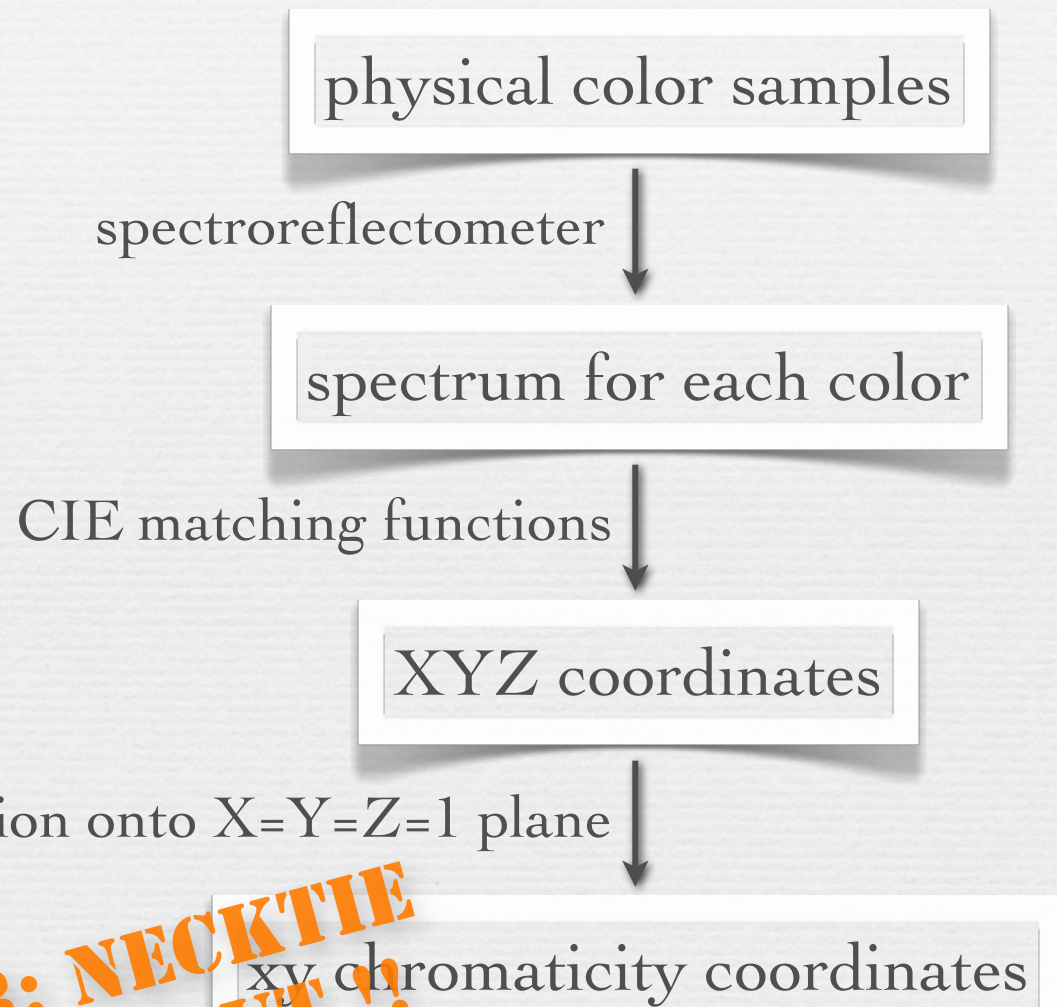 physical color samples
spectroreflectometer
spectrum for each color
CIE matching functions
XYZ coordinates
onto X=Y=Z=1 plane
NECKTIE
xy chromaticity coordinates